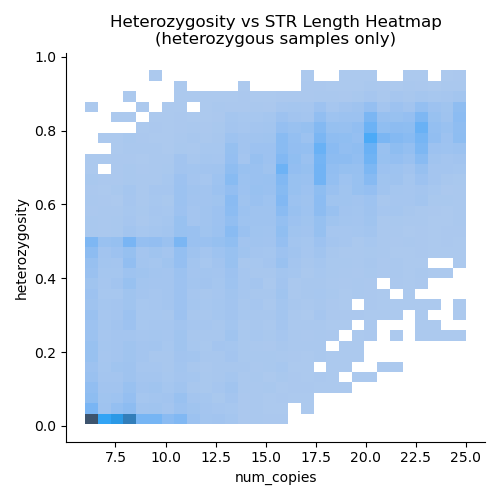 Heterozygosity vs STR Length Heatmap
(heterozygous samples only)
1.0
0.8
0.6
0.4
0.2
0.0
heterozygosity
7.5 10.0 12.5 15.0 17.5 20.0 22.5 25.0
num_copies